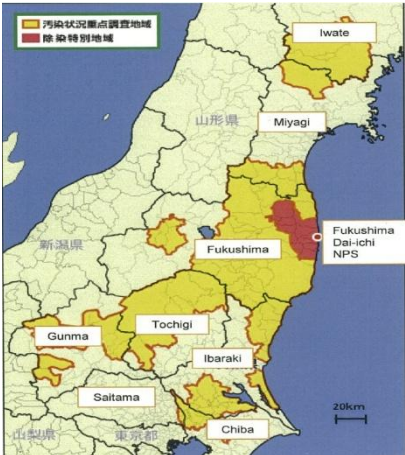 汚染状況重点調査地域
除染特別地域
Iwate
山形県
Miyagi
新潟県
Fukushima
Fukushima
Dai-ichi
NPS
Gunma
Tochigi
Ibaraki
Saitama
20km
山梨県
東京都
Chiba